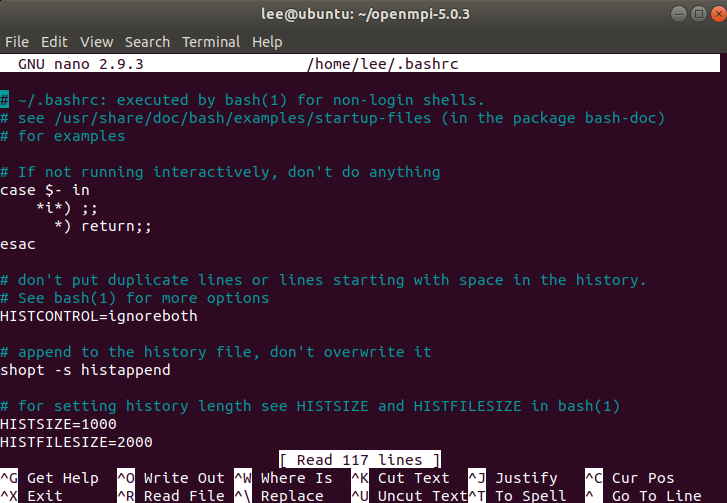 lee@ubuntu: ~/openmpi-5.0.3
File Edit View Search Terminal Help
GNU nano 2.9.3 /home/lee/.bashrc
# ~/.bashrc: executed by bash(1) for non-login shells.
# see /usr/share/doc/bash/examples/startup-files (in the package bash-doc)
# for examples
# If not running interactively, don't do anything
case $- in
    *i*) ;;
      *) return;;
esac
# don't put duplicate lines or lines starting with space in the history.
# See bash(1) for more options
HISTCONTROL=ignoreboth
# append to the history file, don't overwrite it
shopt -s histappend
# for setting history length see HISTSIZE and HISTFILESIZE in bash(1)
HISTSIZE=1000
HISTFILESIZE=2000
[ Read 117 lines ]
^G Get Help ^O Write Out ^W Where Is ^K Cut Text ^J Justify ^C Cur Pos
^X Exit ^R Read File ^\ Replace ^U Uncut Text ^T To Spell ^_ Go To Line